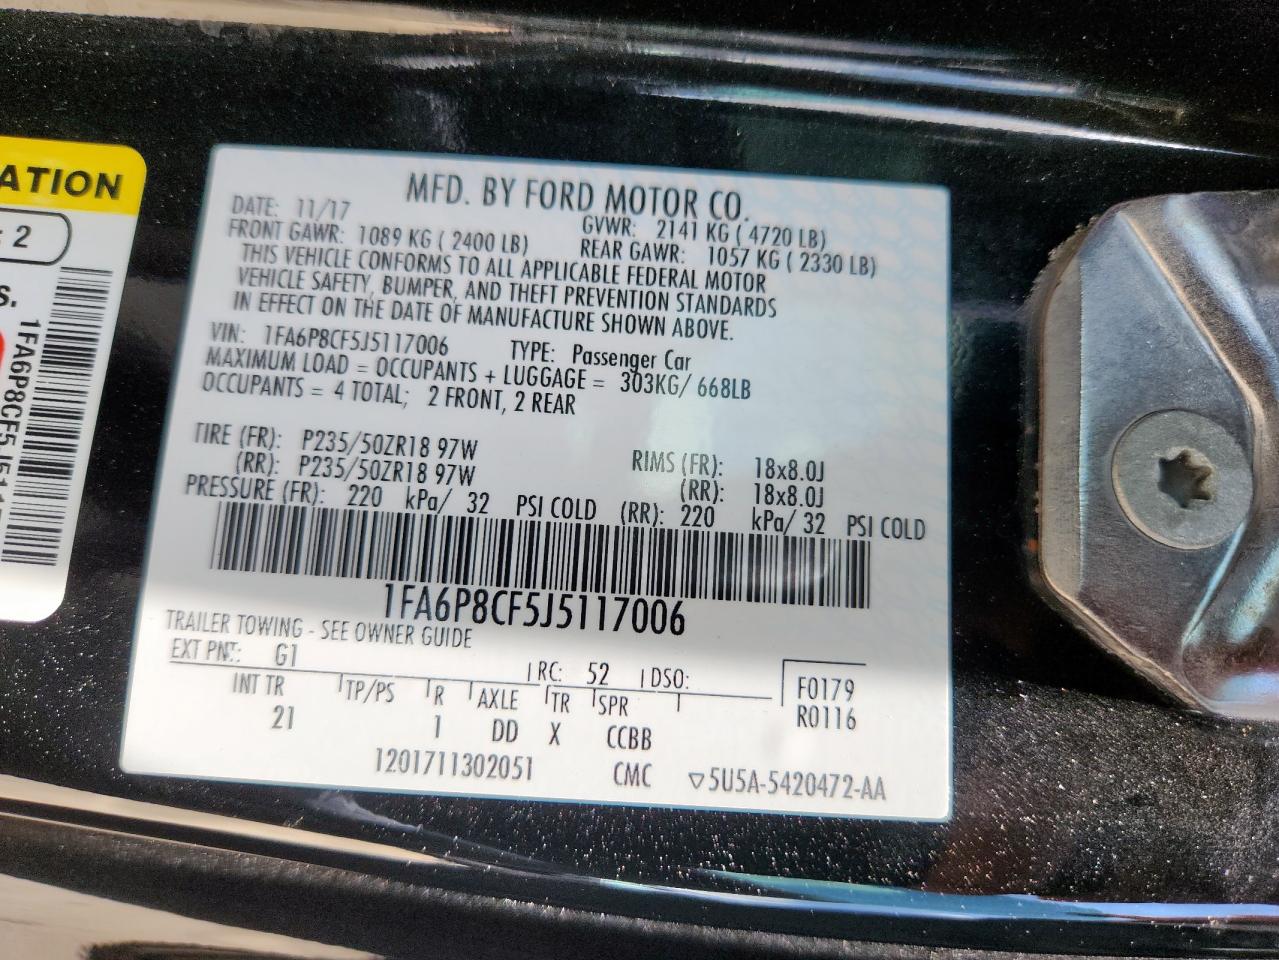 ATION
: 2
S.
1FA6P8CF5J511
MFD. BY FORD MOTOR CO.
DATE: 11/17 GVWR: 2141 KG ( 4720 LB)
FRONT GAWR: 1089 KG ( 2400 LB) REAR GAWR: 1057 KG ( 2330 LB)
THIS VEHICLE CONFORMS TO ALL APPLICABLE FEDERAL MOTOR
VEHICLE SAFETY, BUMPER, AND THEFT PREVENTION STANDARDS
IN EFFECT ON THE DATE OF MANUFACTURE SHOWN ABOVE.
VIN: 1FA6P8CF5J5117006 TYPE: Passenger Car
MAXIMUM LOAD = OCCUPANTS + LUGGAGE = 303KG/ 668LB
OCCUPANTS = 4 TOTAL; 2 FRONT, 2 REAR
TIRE (FR): P235/50ZR18 97W RIMS (FR): 18x8.0J
(RR): P235/50ZR18 97W (RR): 18x8.0J
PRESSURE (FR): 220 kPa/ 32 PSI COLD (RR): 220 kPa/ 32 PSI COLD
1FA6P8CF5J5117006
TRAILER TOWING - SEE OWNER GUIDE
EXT PNT: G1 RC: 52 DSO: F0179
INT TR TP/PS R AXLE TR SPR R0116
21 1 DD X CCBB
1201711302051 CMC ▽5U5A-5420472-AA